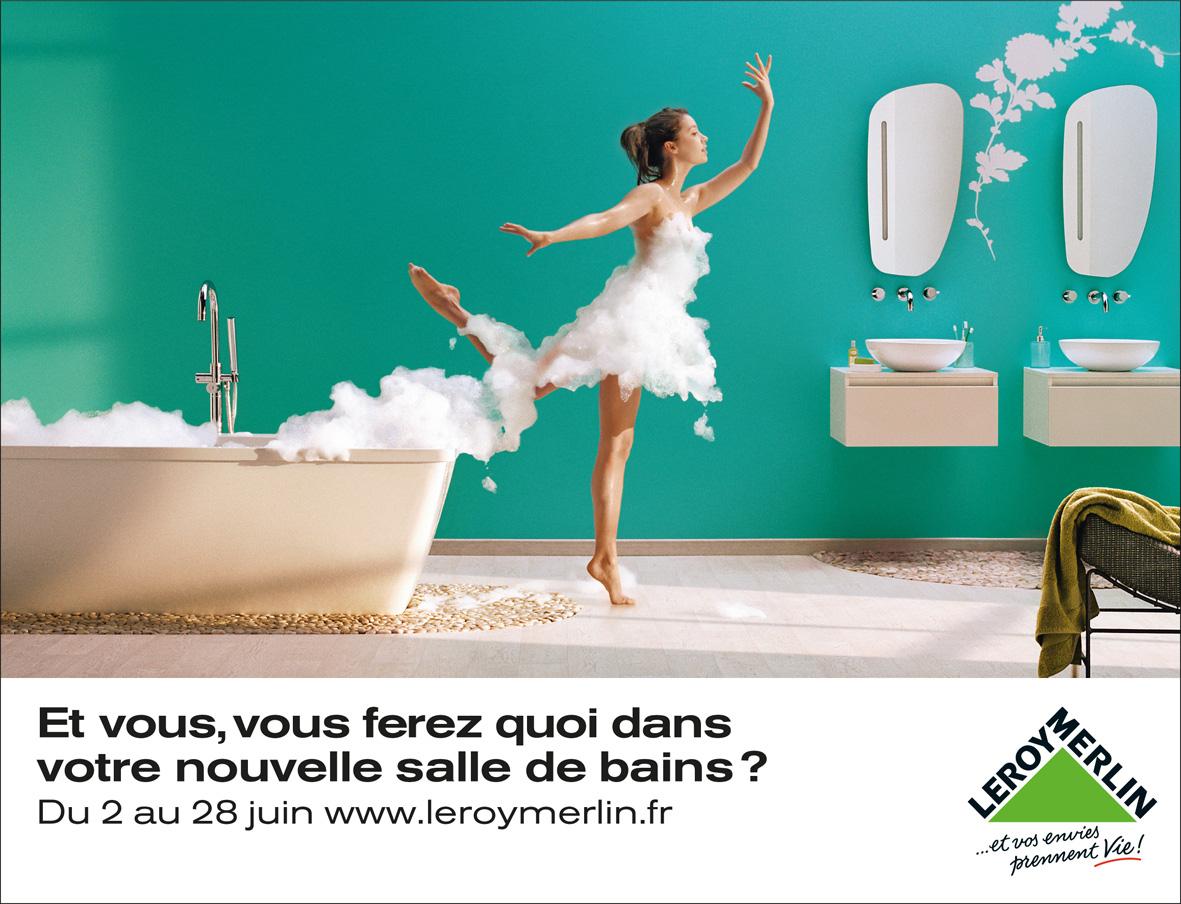 Et vous, vous ferez quoi dans
votre nouvelle salle de bains ?
Du 2 au 28 juin www.leroymerlin.fr
LEROY MERLIN
...et vos envies
prennent Vie !